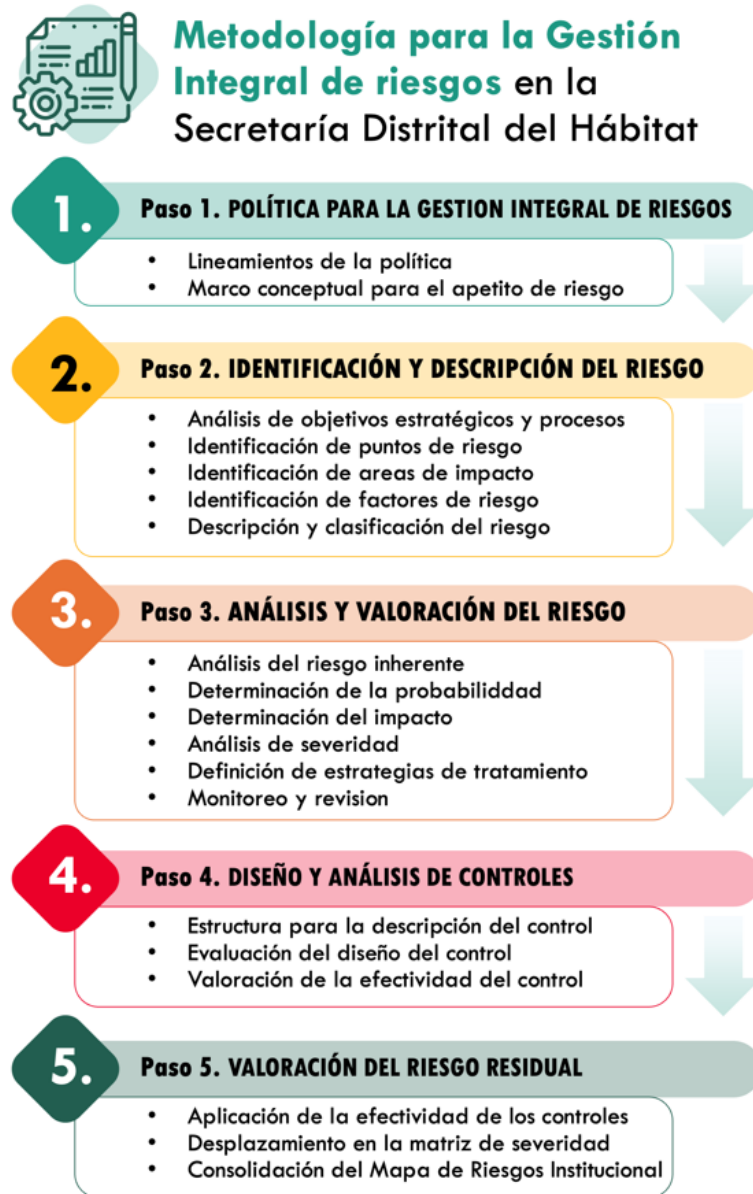 Metodología para la Gestión
Integral de riesgos en la
Secretaría Distrital del Hábitat
1.
Paso 1. POLÍTICA PARA LA GESTION INTEGRAL DE RIESGOS
• Lineamientos de la política
• Marco conceptual para el apetito de riesgo
2.
Paso 2. IDENTIFICACIÓN Y DESCRIPCIÓN DEL RIESGO
• Análisis de objetivos estratégicos y procesos
• Identificación de puntos de riesgo
• Identificación de areas de impacto
• Identificación de factores de riesgo
• Descripción y clasificación del riesgo
3.
Paso 3. ANÁLISIS Y VALORACIÓN DEL RIESGO
• Análisis del riesgo inherente
• Determinación de la probabiliddad
• Determinación del impacto
• Análisis de severidad
• Definición de estrategias de tratamiento
• Monitoreo y revision
4.
Paso 4. DISEÑO Y ANÁLISIS DE CONTROLES
• Estructura para la descripción del control
• Evaluación del diseño del control
• Valoración de la efectividad del control
5.
Paso 5. VALORACIÓN DEL RIESGO RESIDUAL
• Aplicación de la efectividad de los controles
• Desplazamiento en la matriz de severidad
• Consolidación del Mapa de Riesgos Institucional